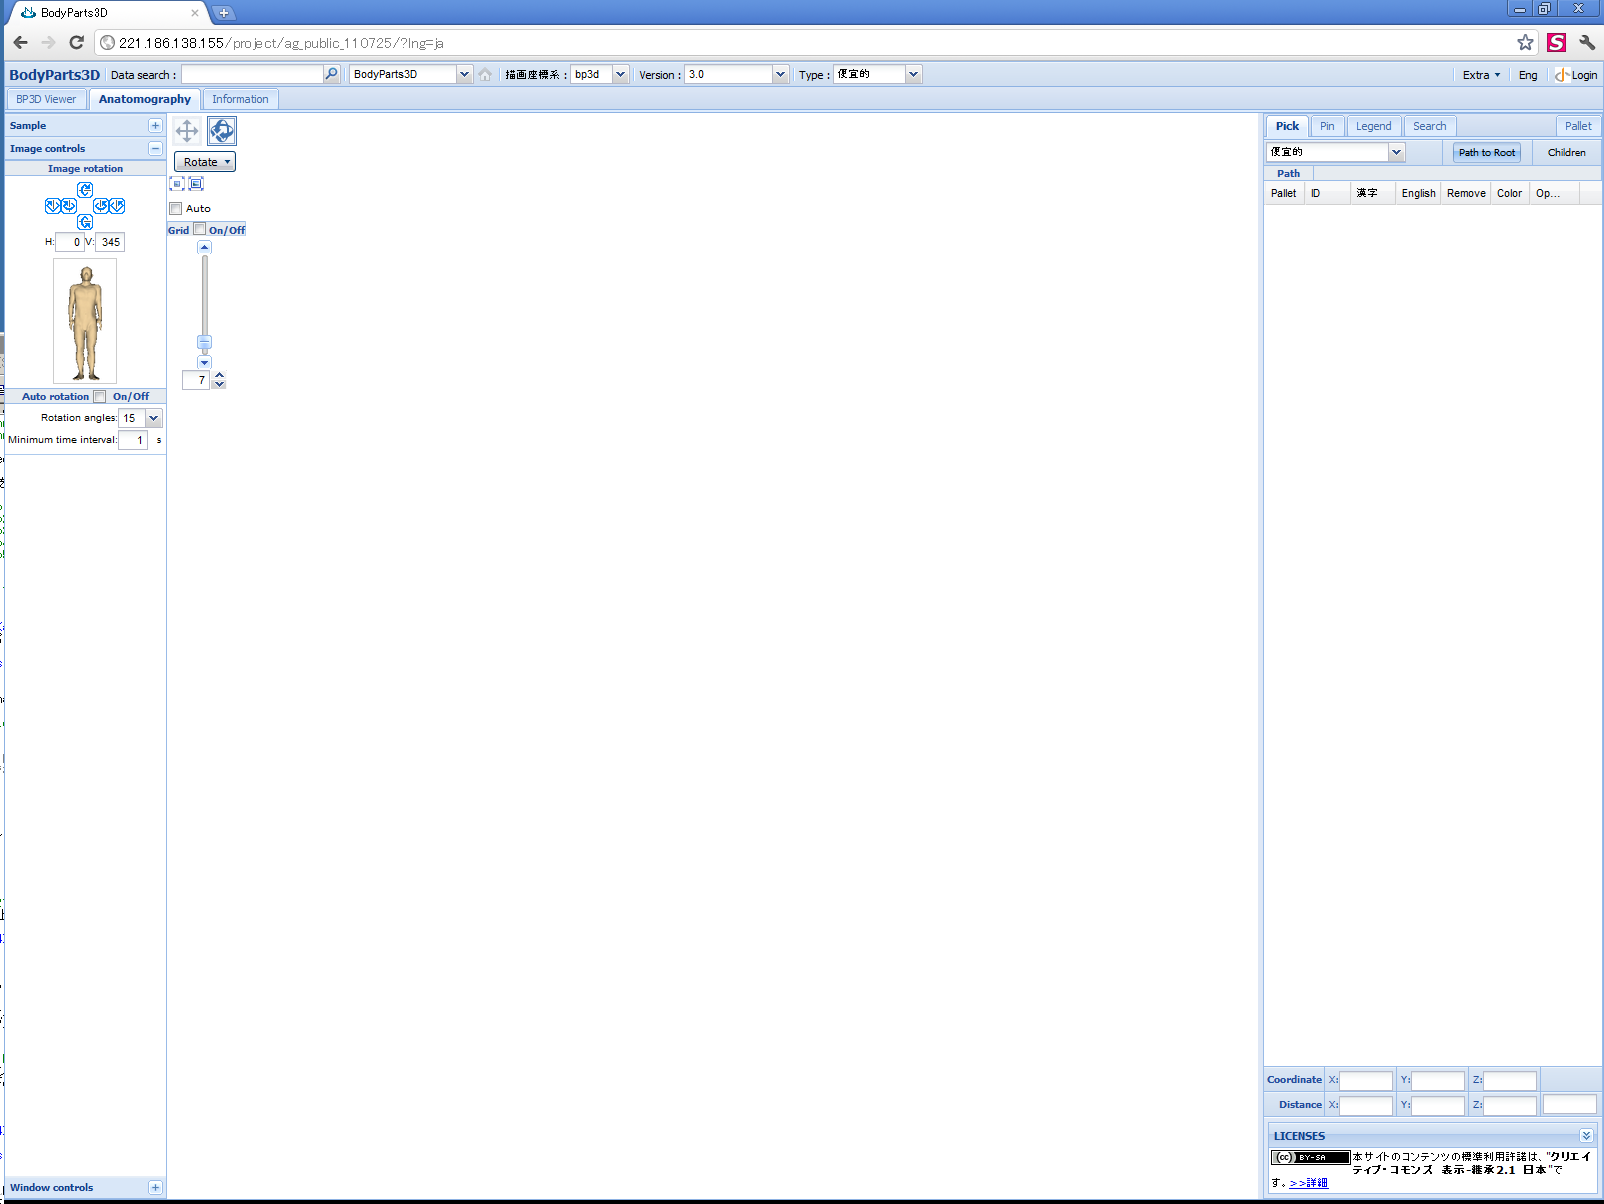 BodyParts3D
221.186.138.155/project/ag_public_110725/?lng=ja
BodyParts3D Data search : BodyParts3D 描画座標系 : bp3d Version : 3.0 Type : 便宜的 Extra Eng Login
BP3D Viewer Anatomography Information
Sample
Image controls
Image rotation
H: 0 V: 345
Auto rotation On/Off
Rotation angles: 15
Minimum time interval: 1 s
Window controls
Rotate
Auto
Grid On/Off
7
Pick Pin Legend Search Pallet
便宜的 Path to Root Children
Path
Pallet ID 漢字 English Remove Color Op...
Coordinate X: Y: Z:
Distance X: Y: Z:
LICENSES
(cc) BY-SA 本サイトのコンテンツの標準利用許諾は、"クリエイ
ティブ・コモンズ 表示-継承2.1 日本"で
す。>>詳細